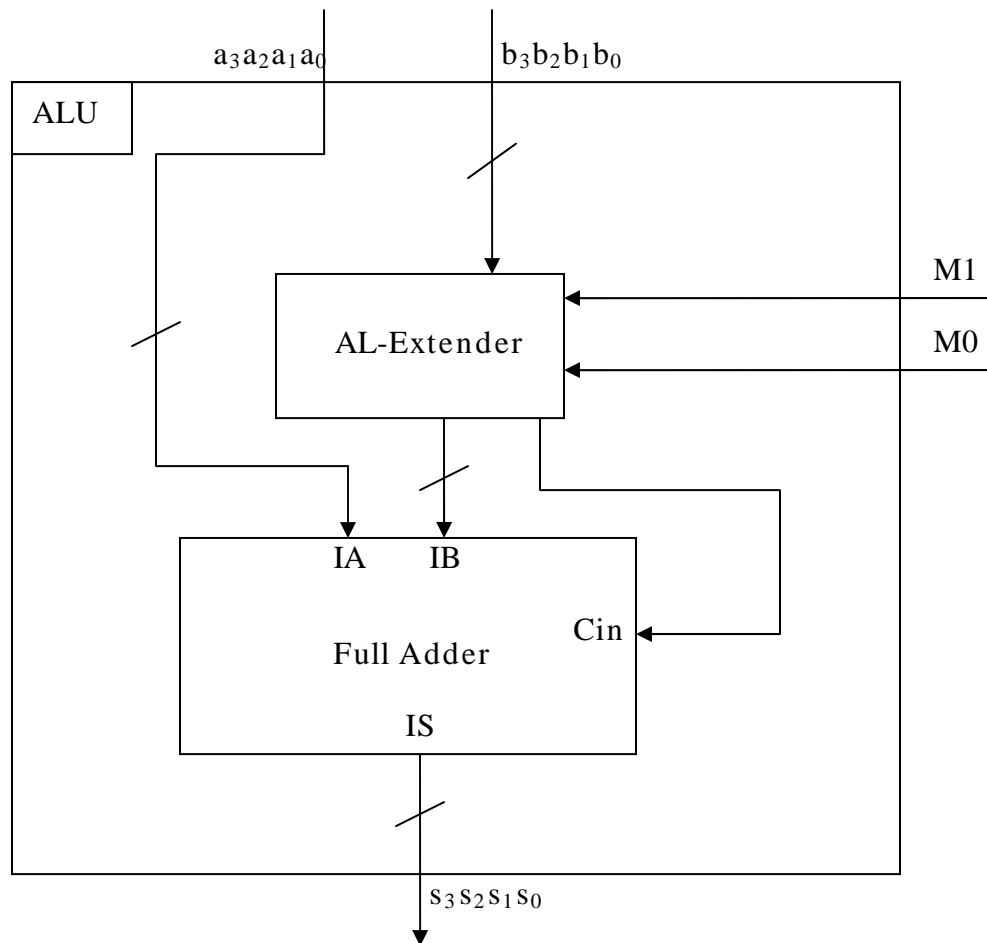 a₃a₂a₁a₀ b₃b₂b₁b₀
ALU
M1
AL-Extender
M0
IA IB
Cin
Full Adder
IS
s₃s₂s₁s₀